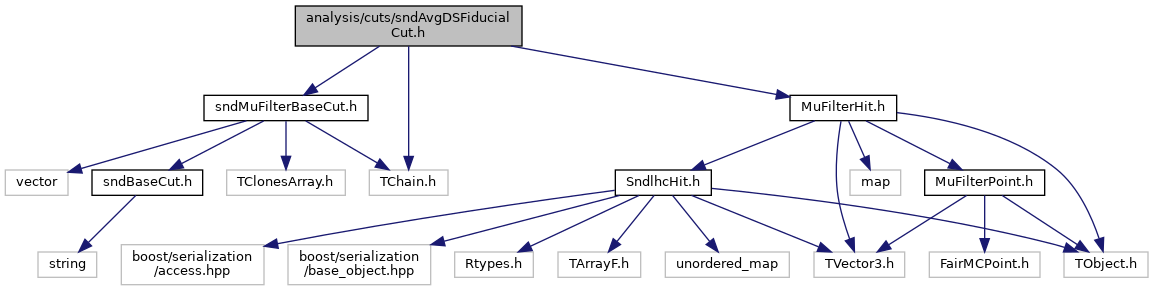 analysis/cuts/sndAvgDSFiducial
Cut.h
sndMuFilterBaseCut.h
MuFilterHit.h
vector
sndBaseCut.h
TClonesArray.h
TChain.h
SndlhcHit.h
map
MuFilterPoint.h
string
boost/serialization
/access.hpp
boost/serialization
/base_object.hpp
Rtypes.h
TArrayF.h
unordered_map
TVector3.h
FairMCPoint.h
TObject.h